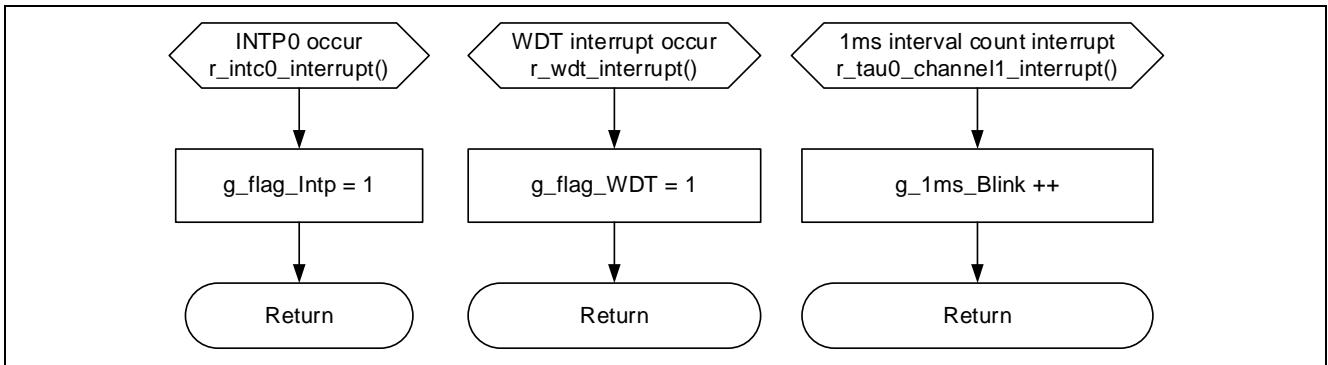 INTP0 occur
r_intc0_interrupt()
g_flag_Intp = 1
Return
WDT interrupt occur
r_wdt_interrupt()
g_flag_WDT = 1
Return
1ms interval count interrupt
r_tau0_channel1_interrupt()
g_1ms_Blink ++
Return